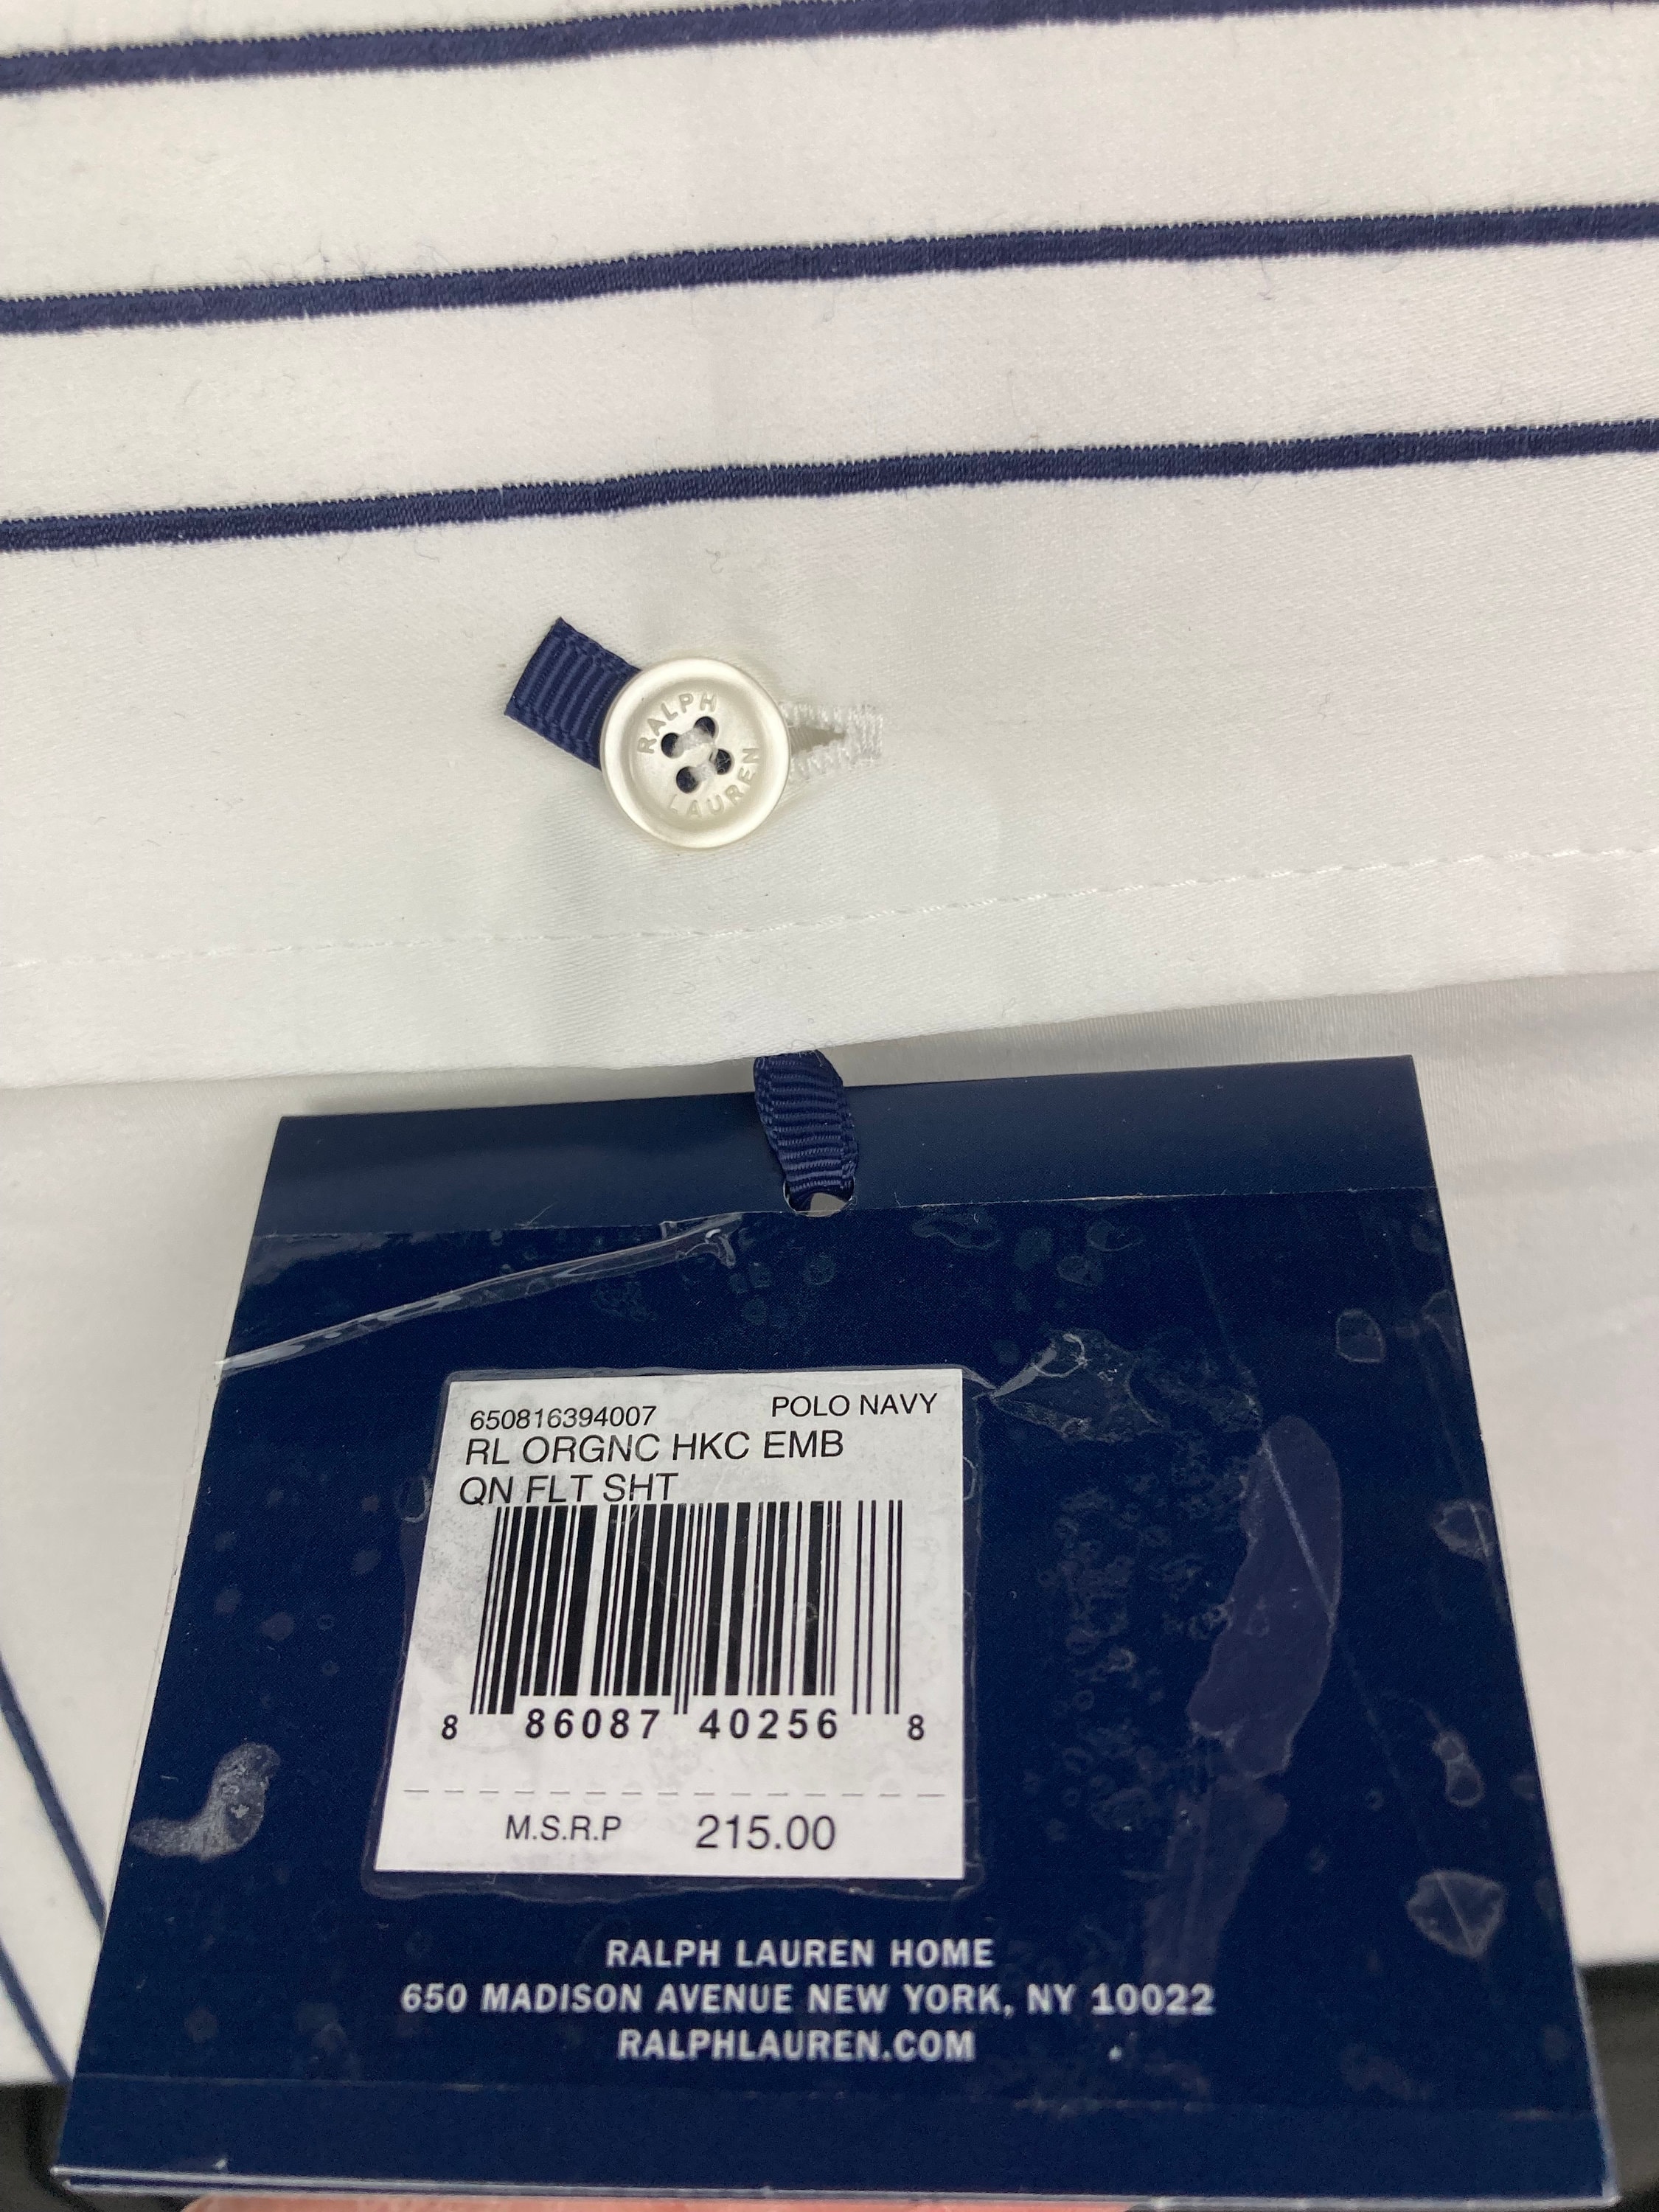 RALPH
LAUREN
650816394007 POLO NAVY
RL ORGNC HKC EMB
QN FLT SHT
8 86087 40256 8
M.S.R.P 215.00
RALPH LAUREN HOME
650 MADISON AVENUE NEW YORK, NY 10022
RALPHLAUREN.COM